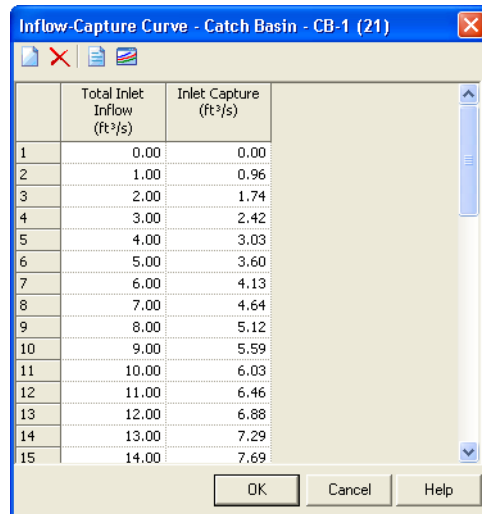 Inflow-Capture Curve - Catch Basin - CB-1 (21)
Total Inlet Inflow (ft³/s) Inlet Capture (ft³/s)
1 0.00 0.00
2 1.00 0.96
3 2.00 1.74
4 3.00 2.42
5 4.00 3.03
6 5.00 3.60
7 6.00 4.13
8 7.00 4.64
9 8.00 5.12
10 9.00 5.59
11 10.00 6.03
12 11.00 6.46
13 12.00 6.88
14 13.00 7.29
15 14.00 7.69
OK Cancel Help